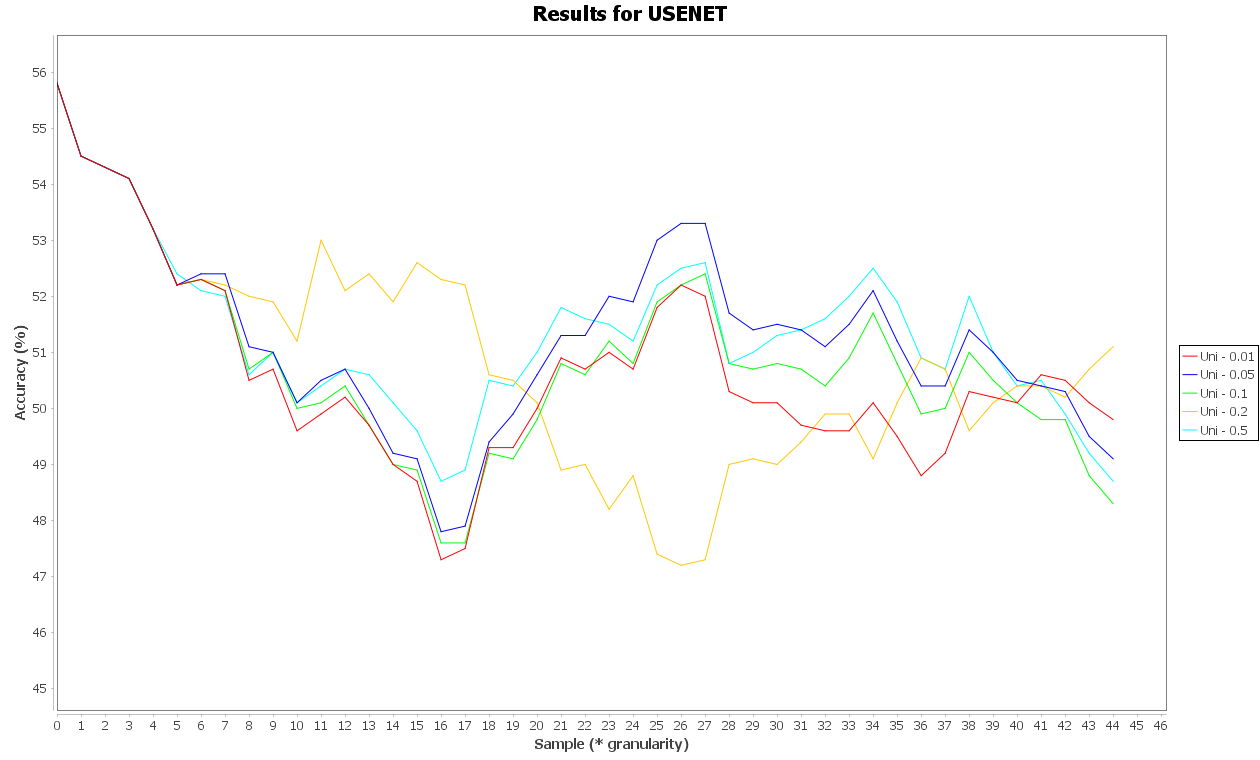 Results for USENET
Accuracy (%)
56
55
54
53
52
51
50
49
48
47
46
45
0 1 2 3 4 5 6 7 8 9 10 11 12 13 14 15 16 17 18 19 20 21 22 23 24 25 26 27 28 29 30 31 32 33 34 35 36 37 38 39 40 41 42 43 44 45 46
Sample (* granularity)
Uni - 0.01
Uni - 0.05
Uni - 0.1
Uni - 0.2
Uni - 0.5